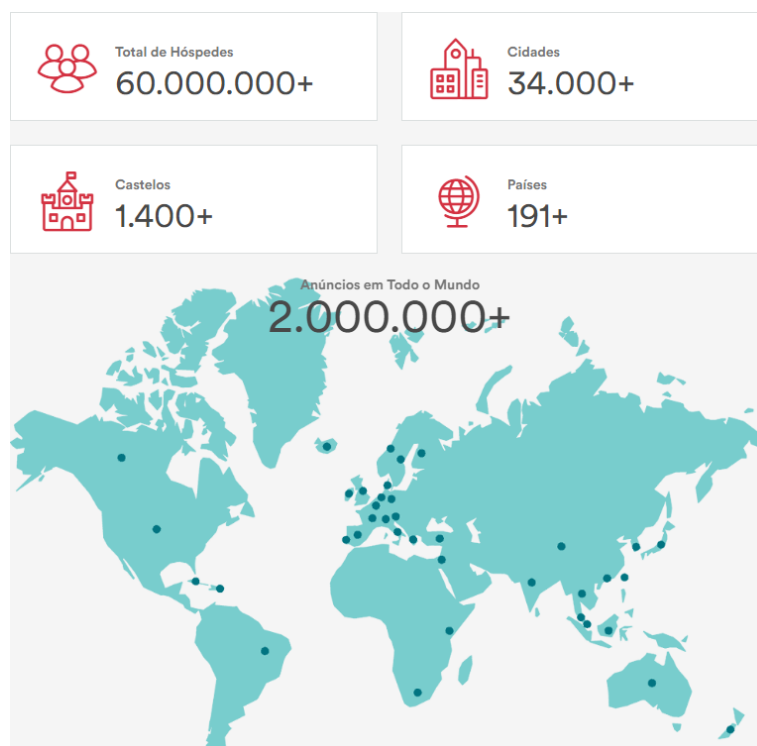 Total de Hóspedes
60.000.000+
Cidades
34.000+
Castelos
1.400+
Países
191+
Anúncios em Todo o Mundo
2.000.000+